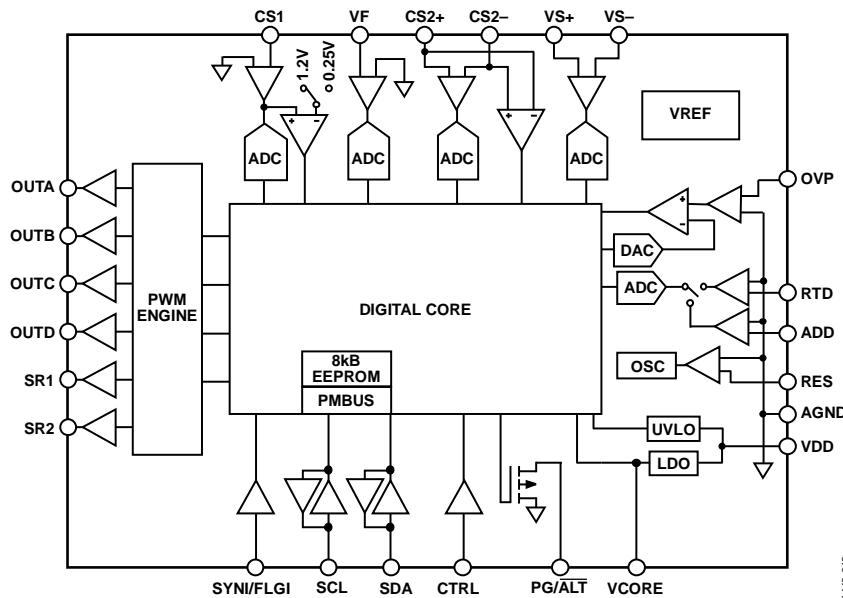 CS1
VF
CS2+
CS2–
VS+
VS–
1.2V
0.25V
VREF
+
–
+
–
ADC
ADC
ADC
ADC
OUTA
OUTB
OUTC
OUTD
SR1
SR2
PWM
ENGINE
DIGITAL CORE
8kB
EEPROM
PMBUS
+
–
DAC
ADC
OSC
UVLO
LDO
OVP
RTD
ADD
RES
AGND
VDD
SYNI/FLGI
SCL
SDA
CTRL
PG/ALT
VCORE